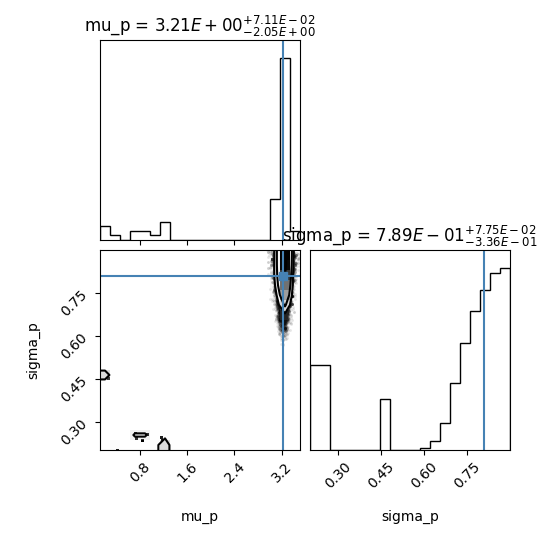 mu_p = 3.21E + 00+7.11E − 02 −2.05E + 00
sigma_p = 7.89E − 01+7.75E − 02 −3.36E − 01
0.75
0.60
0.45
0.30
sigma_p
0.8 1.6 2.4 3.2
mu_p
0.30 0.45 0.60 0.75
sigma_p